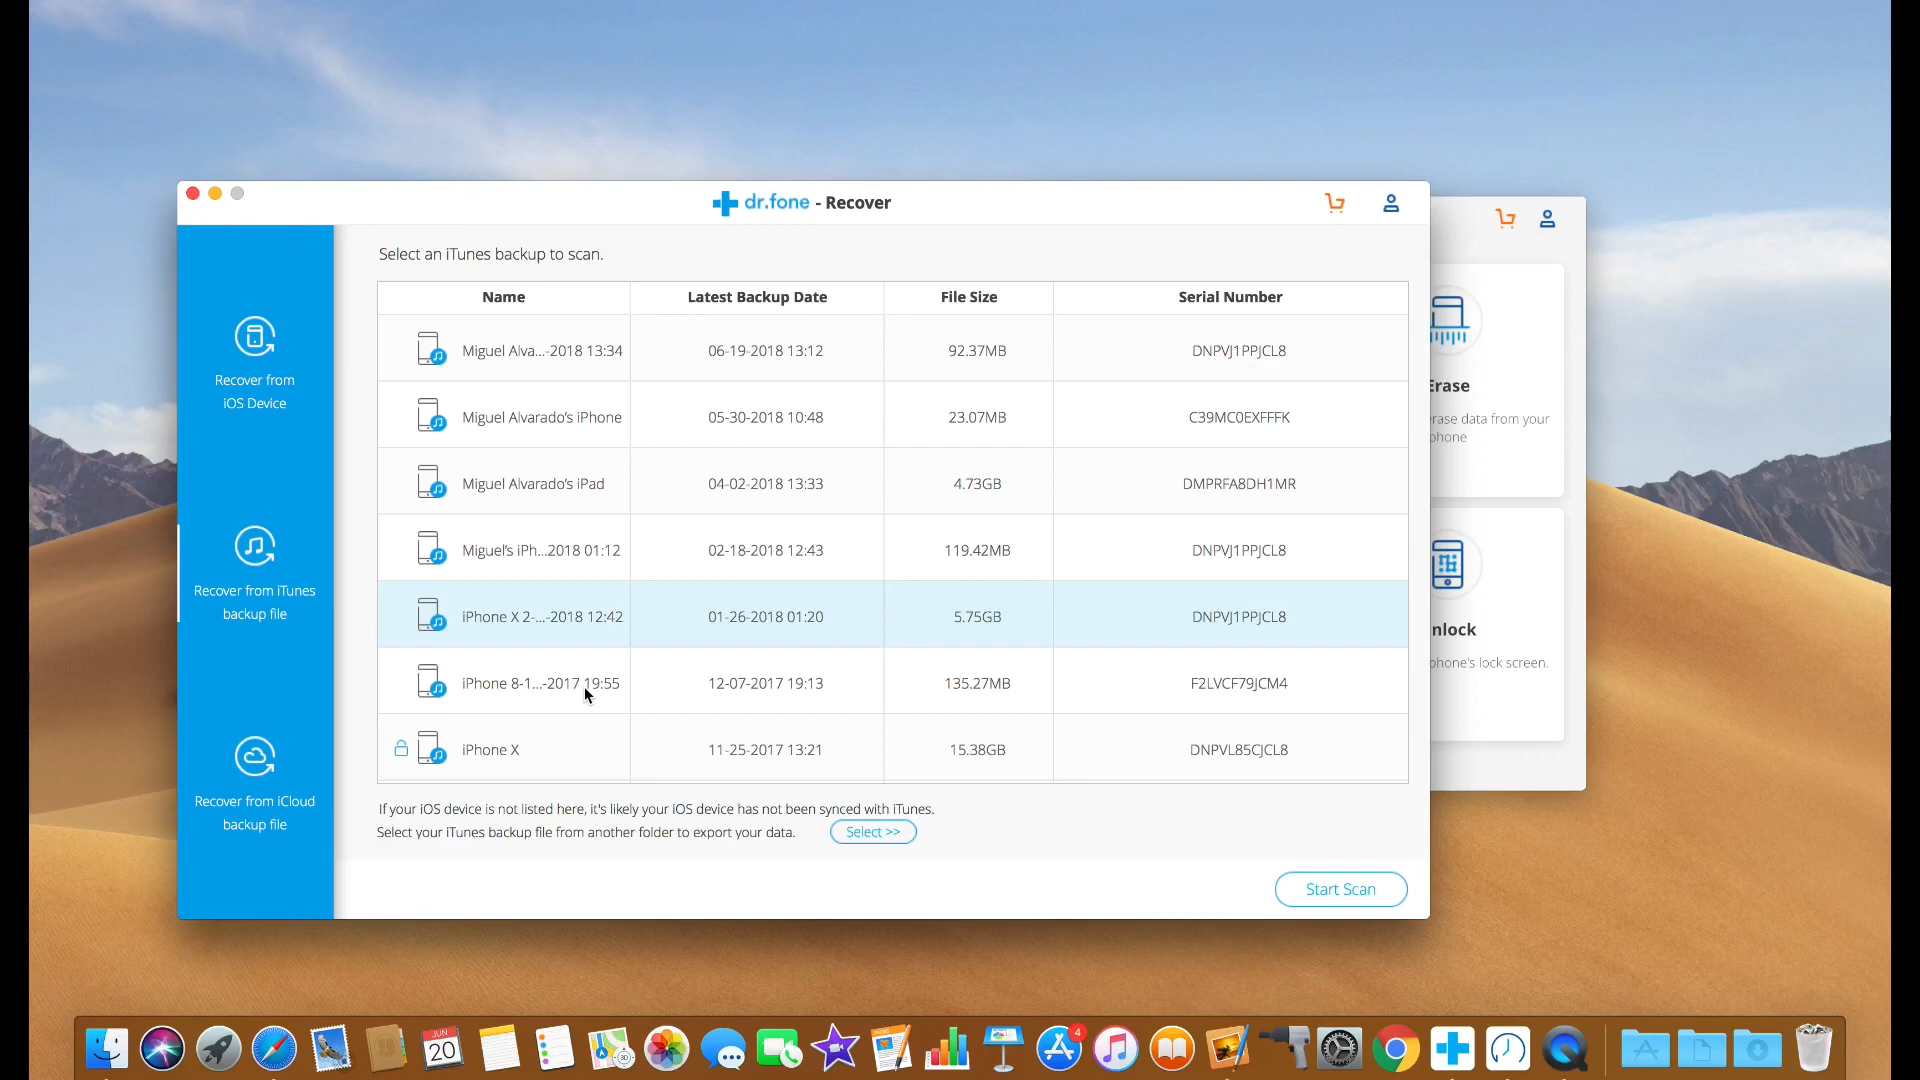 dr.fone - Recover
Select an iTunes backup to scan.
Name Latest Backup Date File Size Serial Number
Miguel Alva...-2018 13:34 06-19-2018 13:12 92.37MB DNPVJ1PPJCL8
Miguel Alvarado's iPhone 05-30-2018 10:48 23.07MB C39MC0EXFFFK
Miguel Alvarado's iPad 04-02-2018 13:33 4.73GB DMPRFA8DH1MR
Miguel's iPh...2018 01:12 02-18-2018 12:43 119.42MB DNPVJ1PPJCL8
iPhone X 2-...-2018 12:42 01-26-2018 01:20 5.75GB DNPVJ1PPJCL8
iPhone 8-1...-2017 19:55 12-07-2017 19:13 135.27MB F2LVCF79JCM4
iPhone X 11-25-2017 13:21 15.38GB DNPVL85CJCL8
If your iOS device is not listed here, it's likely your iOS device has not been synced with iTunes.
Select your iTunes backup file from another folder to export your data. Select >>
Start Scan
Recover from
iOS Device
Recover from iTunes
backup file
Recover from iCloud
backup file
Erase
rase data from your
phone
nlock
phone's lock screen.
JUN
20
3D
4